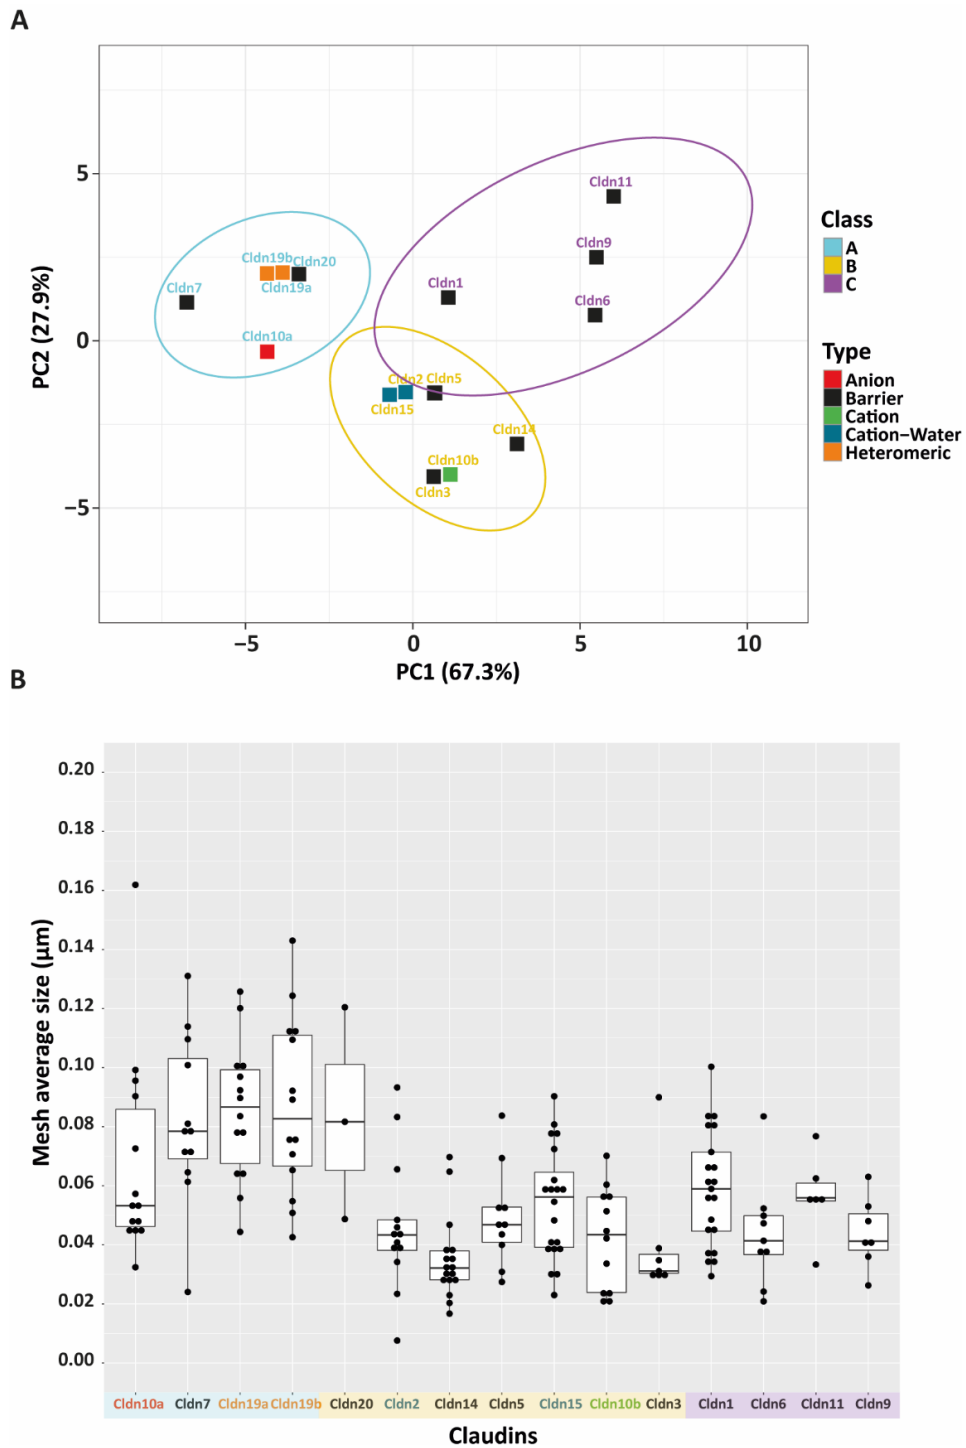 A
5
0
−5
PC2 (27.9%)
Cldn11
Cldn9
Cldn1
Cldn6
Cldn19b
Cldn20
Cldn7
Cldn19a
Cldn10a
Cldn2
Cldn5
Cldn15
Cldn14
Cldn10b
Cldn3
−5
0
5
10
PC1 (67.3%)
Class
A
B
C
Type
Anion
Barrier
Cation
Cation−Water
Heteromeric
B
Mesh average size (µm)
0.20
0.18
0.16
0.14
0.12
0.10
0.08
0.06
0.04
0.02
0.00
Cldn10a Cldn7 Cldn19a Cldn19b Cldn20 Cldn2 Cldn14 Cldn5 Cldn15 Cldn10b Cldn3 Cldn1 Cldn6 Cldn11 Cldn9
Claudins